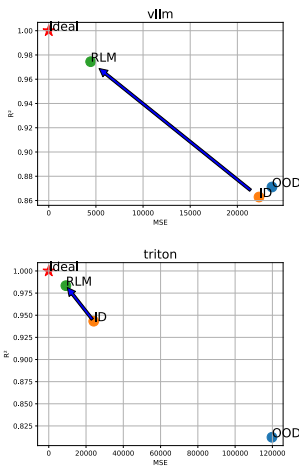 vllm
1.00
Ideal
RLM
0.98
0.96
0.94
R²
0.92
0.90
0.88
OOD
ID
0.86
0
5000
10000
15000
20000
MSE
triton
1.000
Ideal
RLM
0.975
0.950
ID
0.925
0.900
R²
0.875
0.850
0.825
OOD
0
20000
40000
60000
80000
100000
120000
MSE